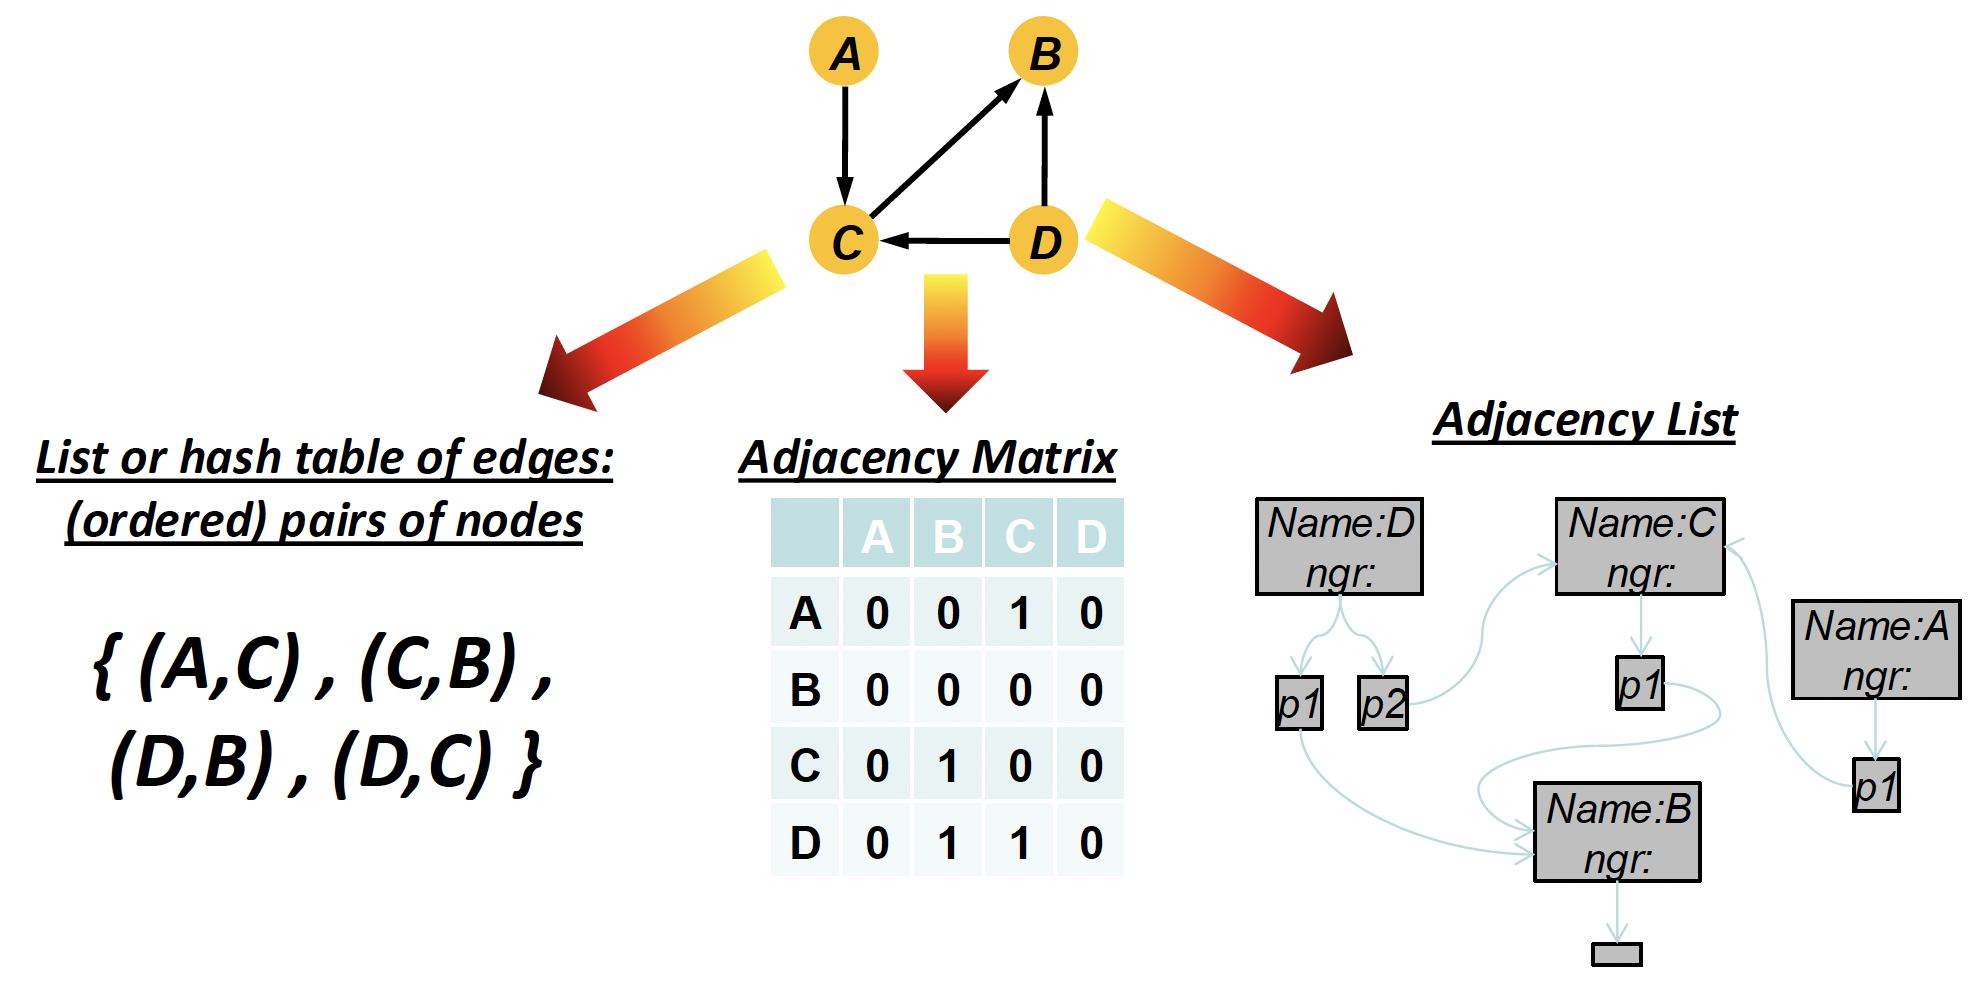 A
B
C
D
List or hash table of edges:
(ordered) pairs of nodes
{ (A,C) , (C,B) ,
(D,B) , (D,C) }
Adjacency Matrix
A B C D
A 0 0 1 0
B 0 0 0 0
C 0 1 0 0
D 0 1 1 0
Adjacency List
Name:D
ngr:
p1
p2
Name:C
ngr:
p1
Name:A
ngr:
p1
Name:B
ngr: